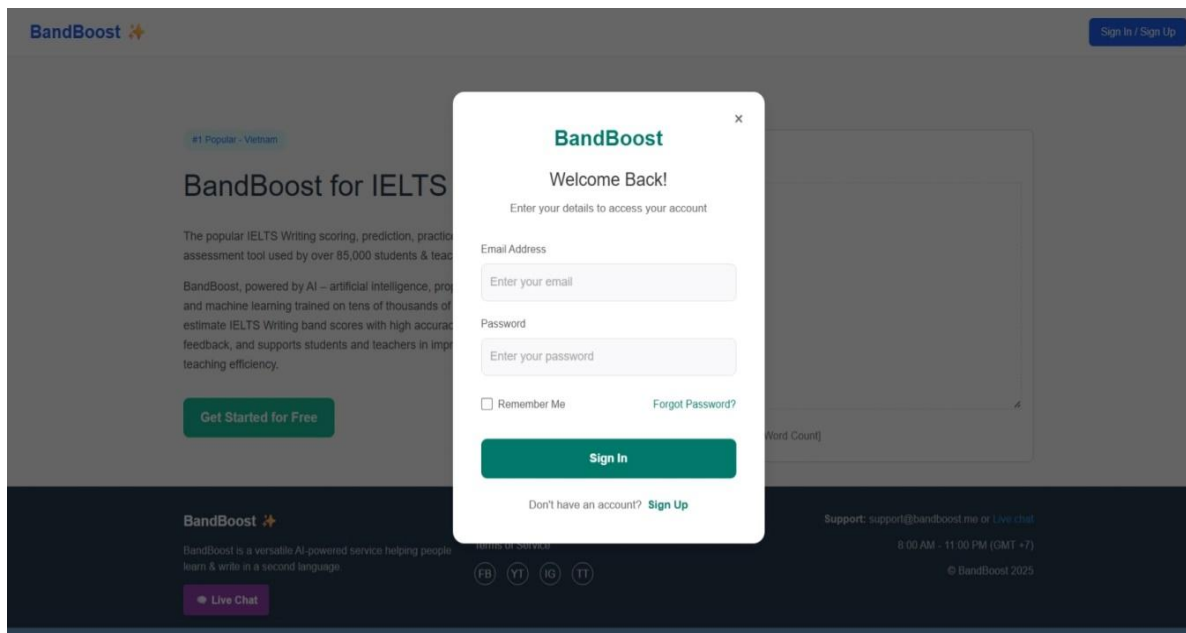 BandBoost ✨
Sign In / Sign Up
#1 Popular - Vietnam
BandBoost for IELTS
The popular IELTS Writing scoring, prediction, practic
assessment tool used by over 85,000 students & teac
BandBoost, powered by AI – artificial intelligence, pro
and machine learning trained on tens of thousands of
estimate IELTS Writing band scores with high accurac
feedback, and supports students and teachers in impr
teaching efficiency.
Get Started for Free
×
BandBoost
Welcome Back!
Enter your details to access your account
Email Address
Enter your email
Password
Enter your password
Remember Me
Forgot Password?
Sign In
Don't have an account? Sign Up
Word Count]
BandBoost ✨
BandBoost is a versatile AI-powered service helping people
learn & write in a second language.
Live Chat
Terms of Service
FB YT IG TT
Support: support@bandboost.me or Live chat
8:00 AM - 11:00 PM (GMT +7)
© BandBoost 2025